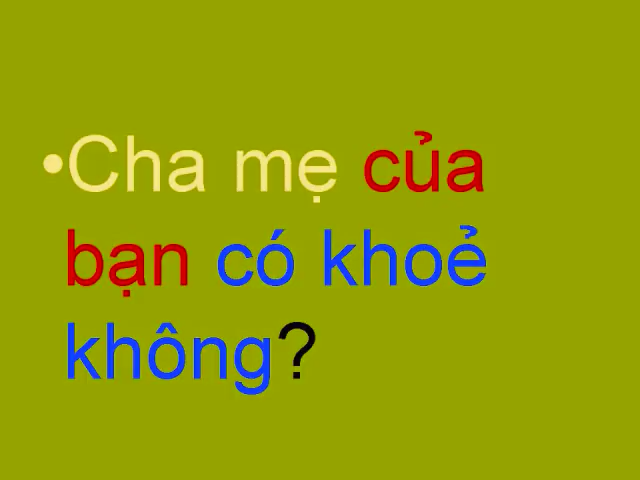 •Cha mẹ của
bạn có khoẻ
không?